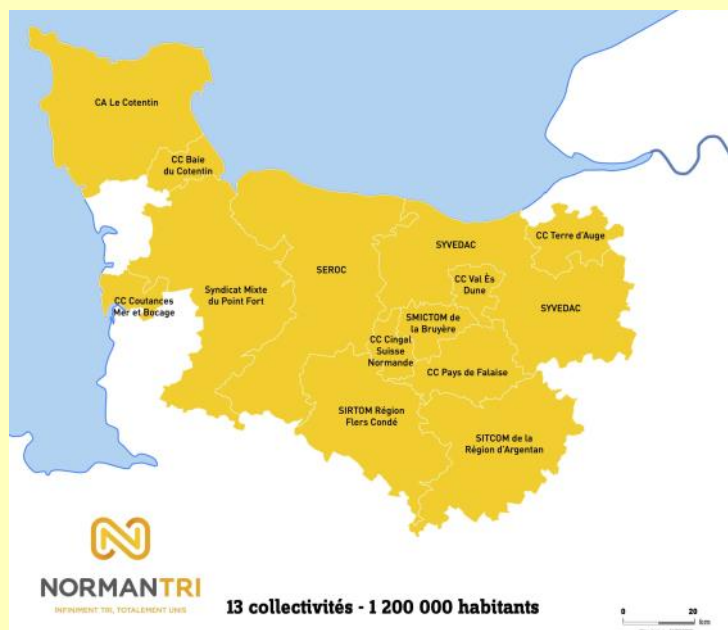 CA Le Cotentin
CC Baie
du Cotentin
CC Terre d'Auge
SYVEDAC
SEROC
CC Val Ès
Dune
Syndicat Mixte
du Point Fort
CC Coutances
Mer et Bocage
SMICTOM de
la Bruyère
SYVEDAC
CC Cingal
Suisse
Normande
CC Pays de Falaise
SIRTOM Région
Flers Condé
SITCOM de la
Région d'Argentan
NORMANTRI
INFINIMENT TRI, TOTALEMENT UNIS
13 collectivités - 1 200 000 habitants
0 20
km